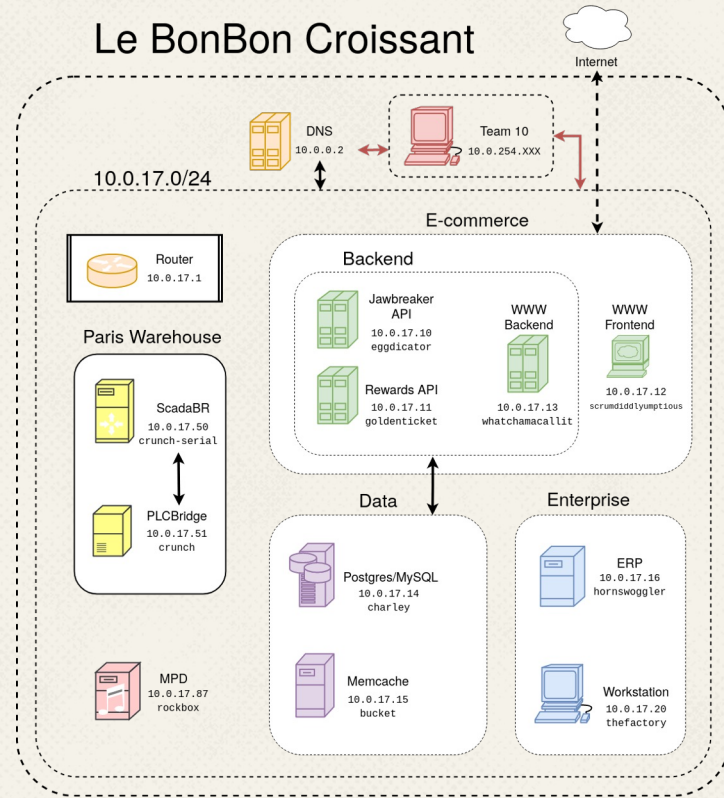 Le BonBon Croissant
Internet
DNS
10.0.0.2
Team 10
10.0.254.XXX
10.0.17.0/24
E-commerce
Router
10.0.17.1
Backend
Jawbreaker
API
10.0.17.10
eggdicator
WWW
Backend
10.0.17.13
whatchamacallit
WWW
Frontend
10.0.17.12
scrumdiddlyumptious
Rewards API
10.0.17.11
goldenticket
Paris Warehouse
ScadaBR
10.0.17.50
crunch-serial
PLCBridge
10.0.17.51
crunch
Data
Postgres/MySQL
10.0.17.14
charley
Memcache
10.0.17.15
bucket
Enterprise
ERP
10.0.17.16
hornswoggler
Workstation
10.0.17.20
thefactory
MPD
10.0.17.87
rockbox